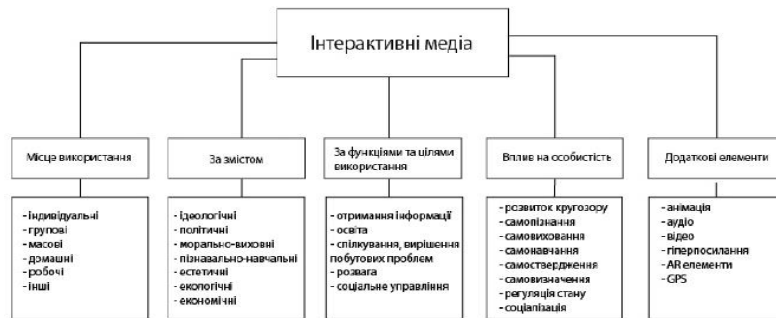 Інтерактивні медіа
Місце використання
За змістом
За функціями та цілями
використання
Вплив на особистість
Додаткові елементи
- індивідуальні
- групові
- масові
- домашні
- робочі
- інші
- ідеологічні
- політичні
- морально-виховні
- пізнавально-навчальні
- естетичні
- екологічні
- економічні
- отримання інформації
- освіта
- спілкування, вирішення
побутових проблем
- розвага
- соціальне управління
- розвиток кругозору
- самопізнання
- самовиховання
- самонавчання
- самоствердження
- самовизначення
- регуляція стану
- соціалізація
- анімація
- аудіо
- відео
- гіперпосилання
- AR елементи
- GPS